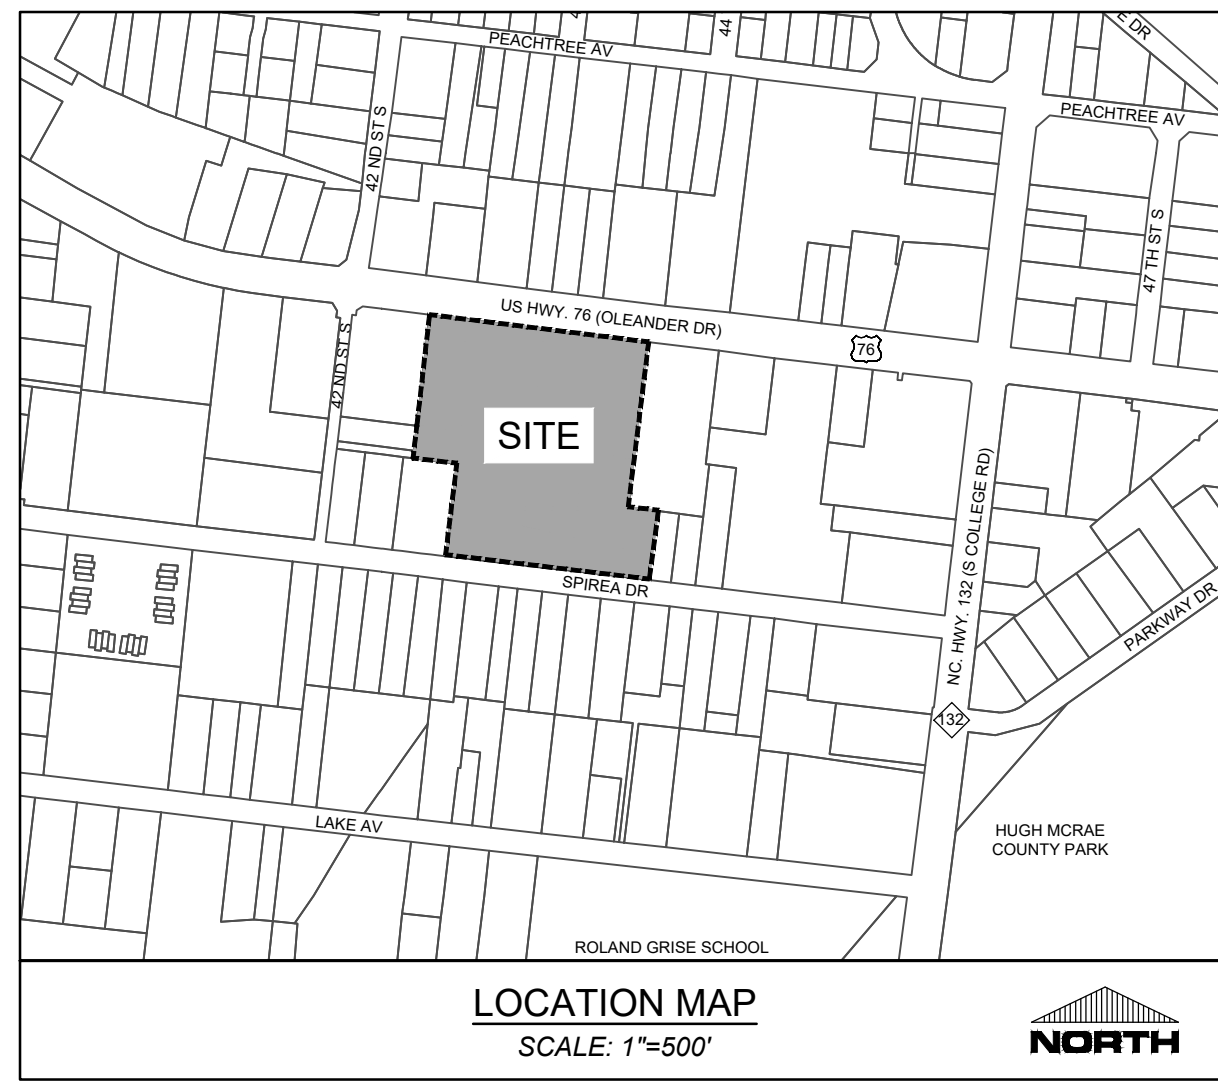 E DR
44
PEACHTREE AV
PEACHTREE AV
42 ND ST S
47 TH ST S
US HWY. 76 (OLEANDER DR)
76
42 ND ST S
SITE
NC. HWY. 132 (S COLLEGE RD)
SPIREA DR
PARKWAY DR
132
LAKE AV
HUGH MCRAE
COUNTY PARK
ROLAND GRISE SCHOOL
LOCATION MAP
SCALE: 1"=500'
NORTH